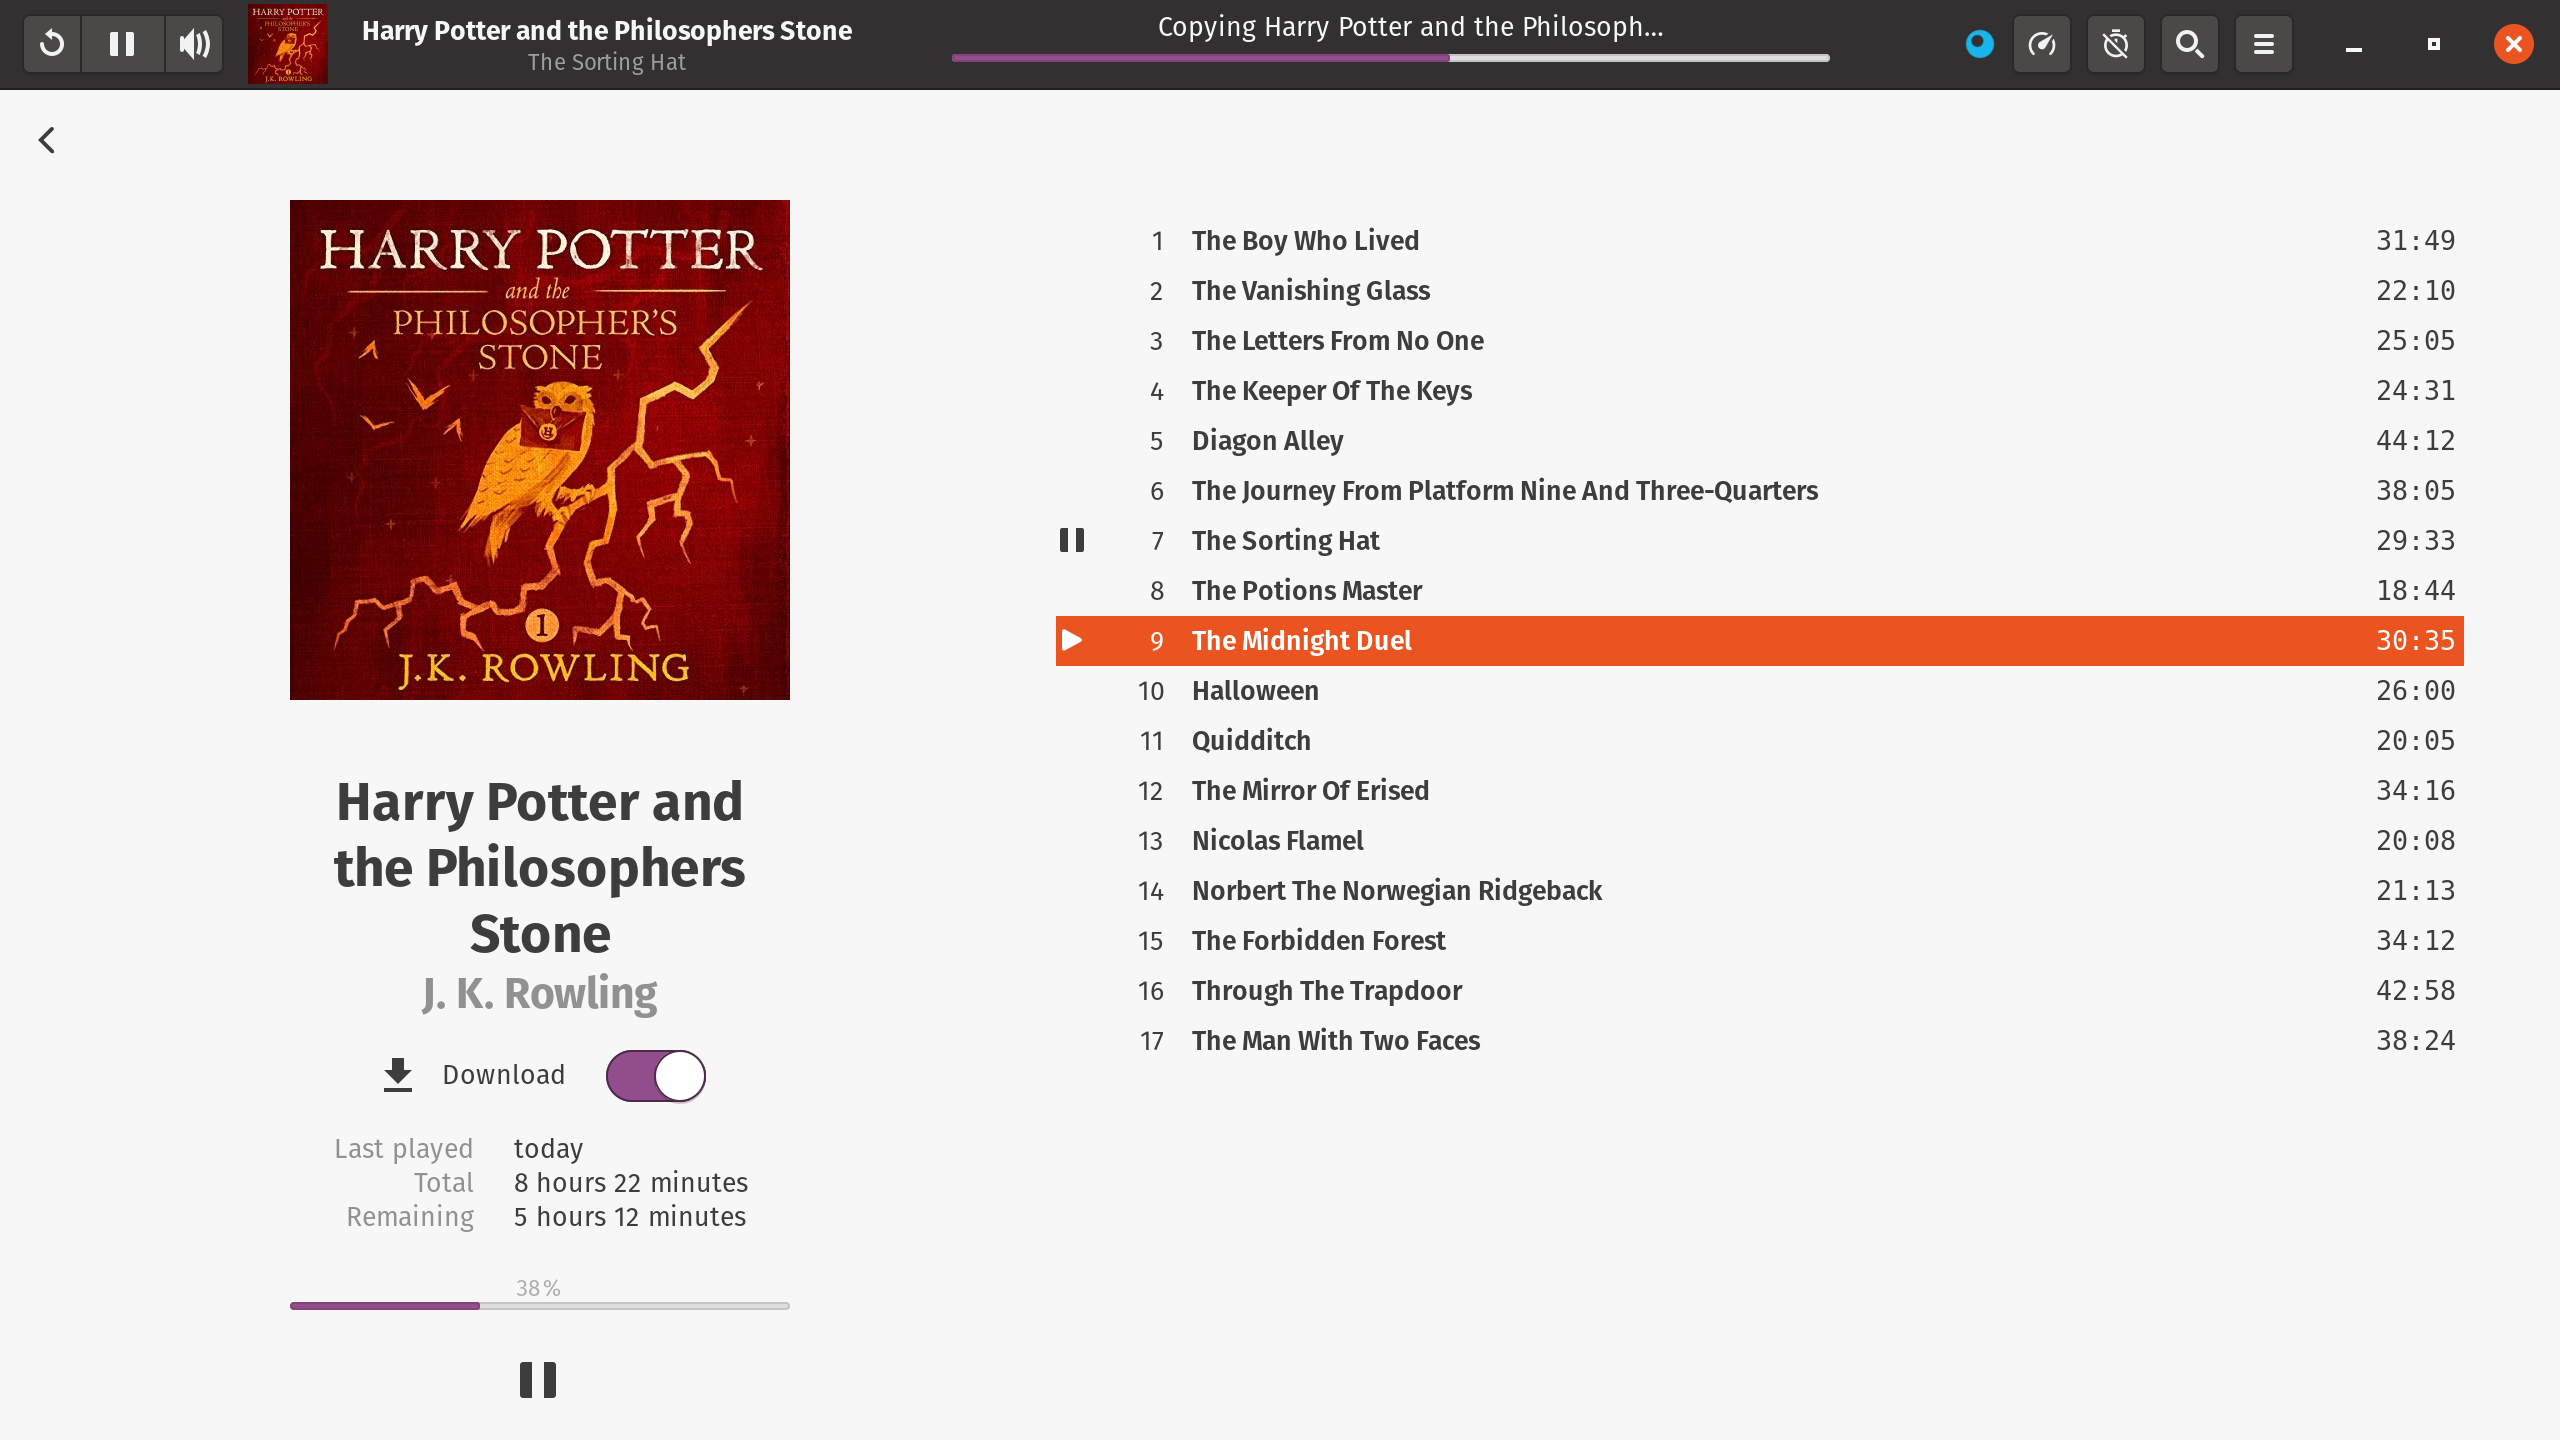 Harry Potter and the Philosophers Stone
The Sorting Hat
Copying Harry Potter and the Philosoph...
HARRY POTTER
and the
PHILOSOPHER'S
STONE
J.K. ROWLING
HARRY POTTER
and the
PHILOSOPHER'S
STONE
H
1
J.K. ROWLING
Harry Potter and
the Philosophers
Stone
J. K. Rowling
Download
Last played today
Total 8 hours 22 minutes
Remaining 5 hours 12 minutes
38%
1 The Boy Who Lived 31:49
2 The Vanishing Glass 22:10
3 The Letters From No One 25:05
4 The Keeper Of The Keys 24:31
5 Diagon Alley 44:12
6 The Journey From Platform Nine And Three-Quarters 38:05
7 The Sorting Hat 29:33
8 The Potions Master 18:44
9 The Midnight Duel 30:35
10 Halloween 26:00
11 Quidditch 20:05
12 The Mirror Of Erised 34:16
13 Nicolas Flamel 20:08
14 Norbert The Norwegian Ridgeback 21:13
15 The Forbidden Forest 34:12
16 Through The Trapdoor 42:58
17 The Man With Two Faces 38:24